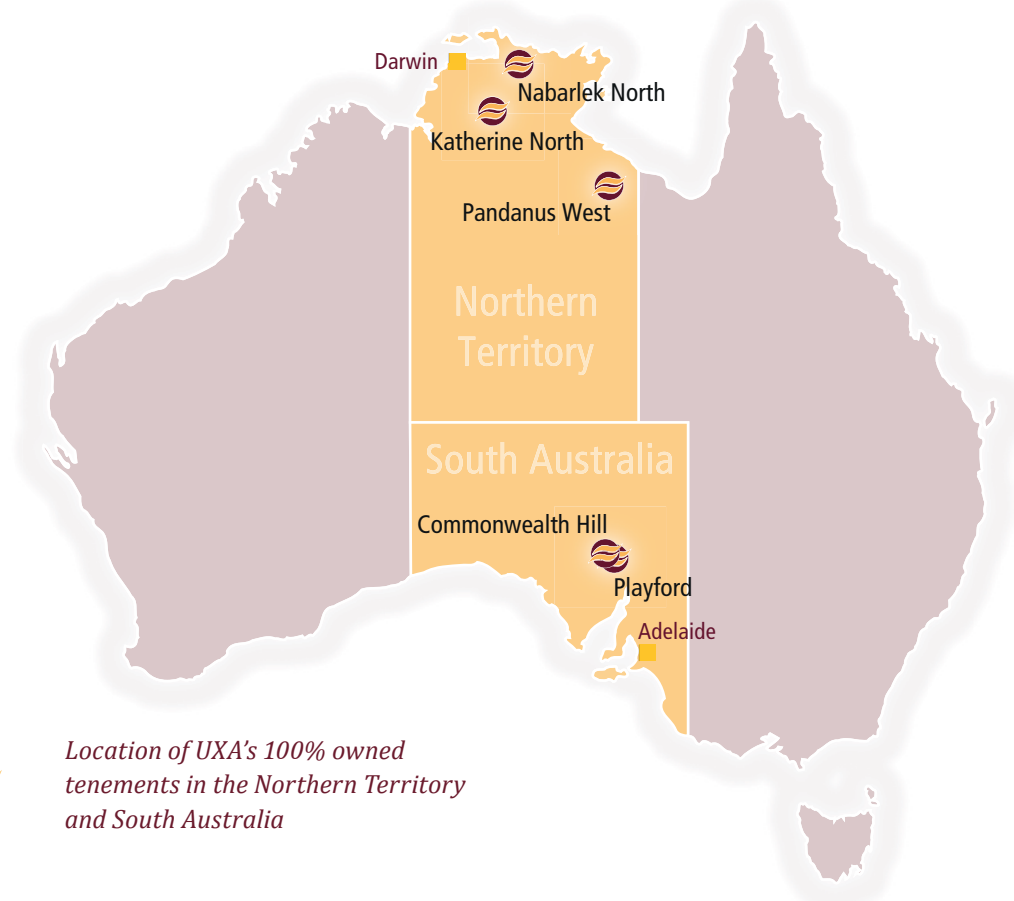 Darwin
Nabarlek North
Katherine North
Pandanus West
Northern
Territory
South Australia
Commonwealth Hill
Playford
Adelaide
Location of UXA’s 100% owned
tenements in the Northern Territory
and South Australia